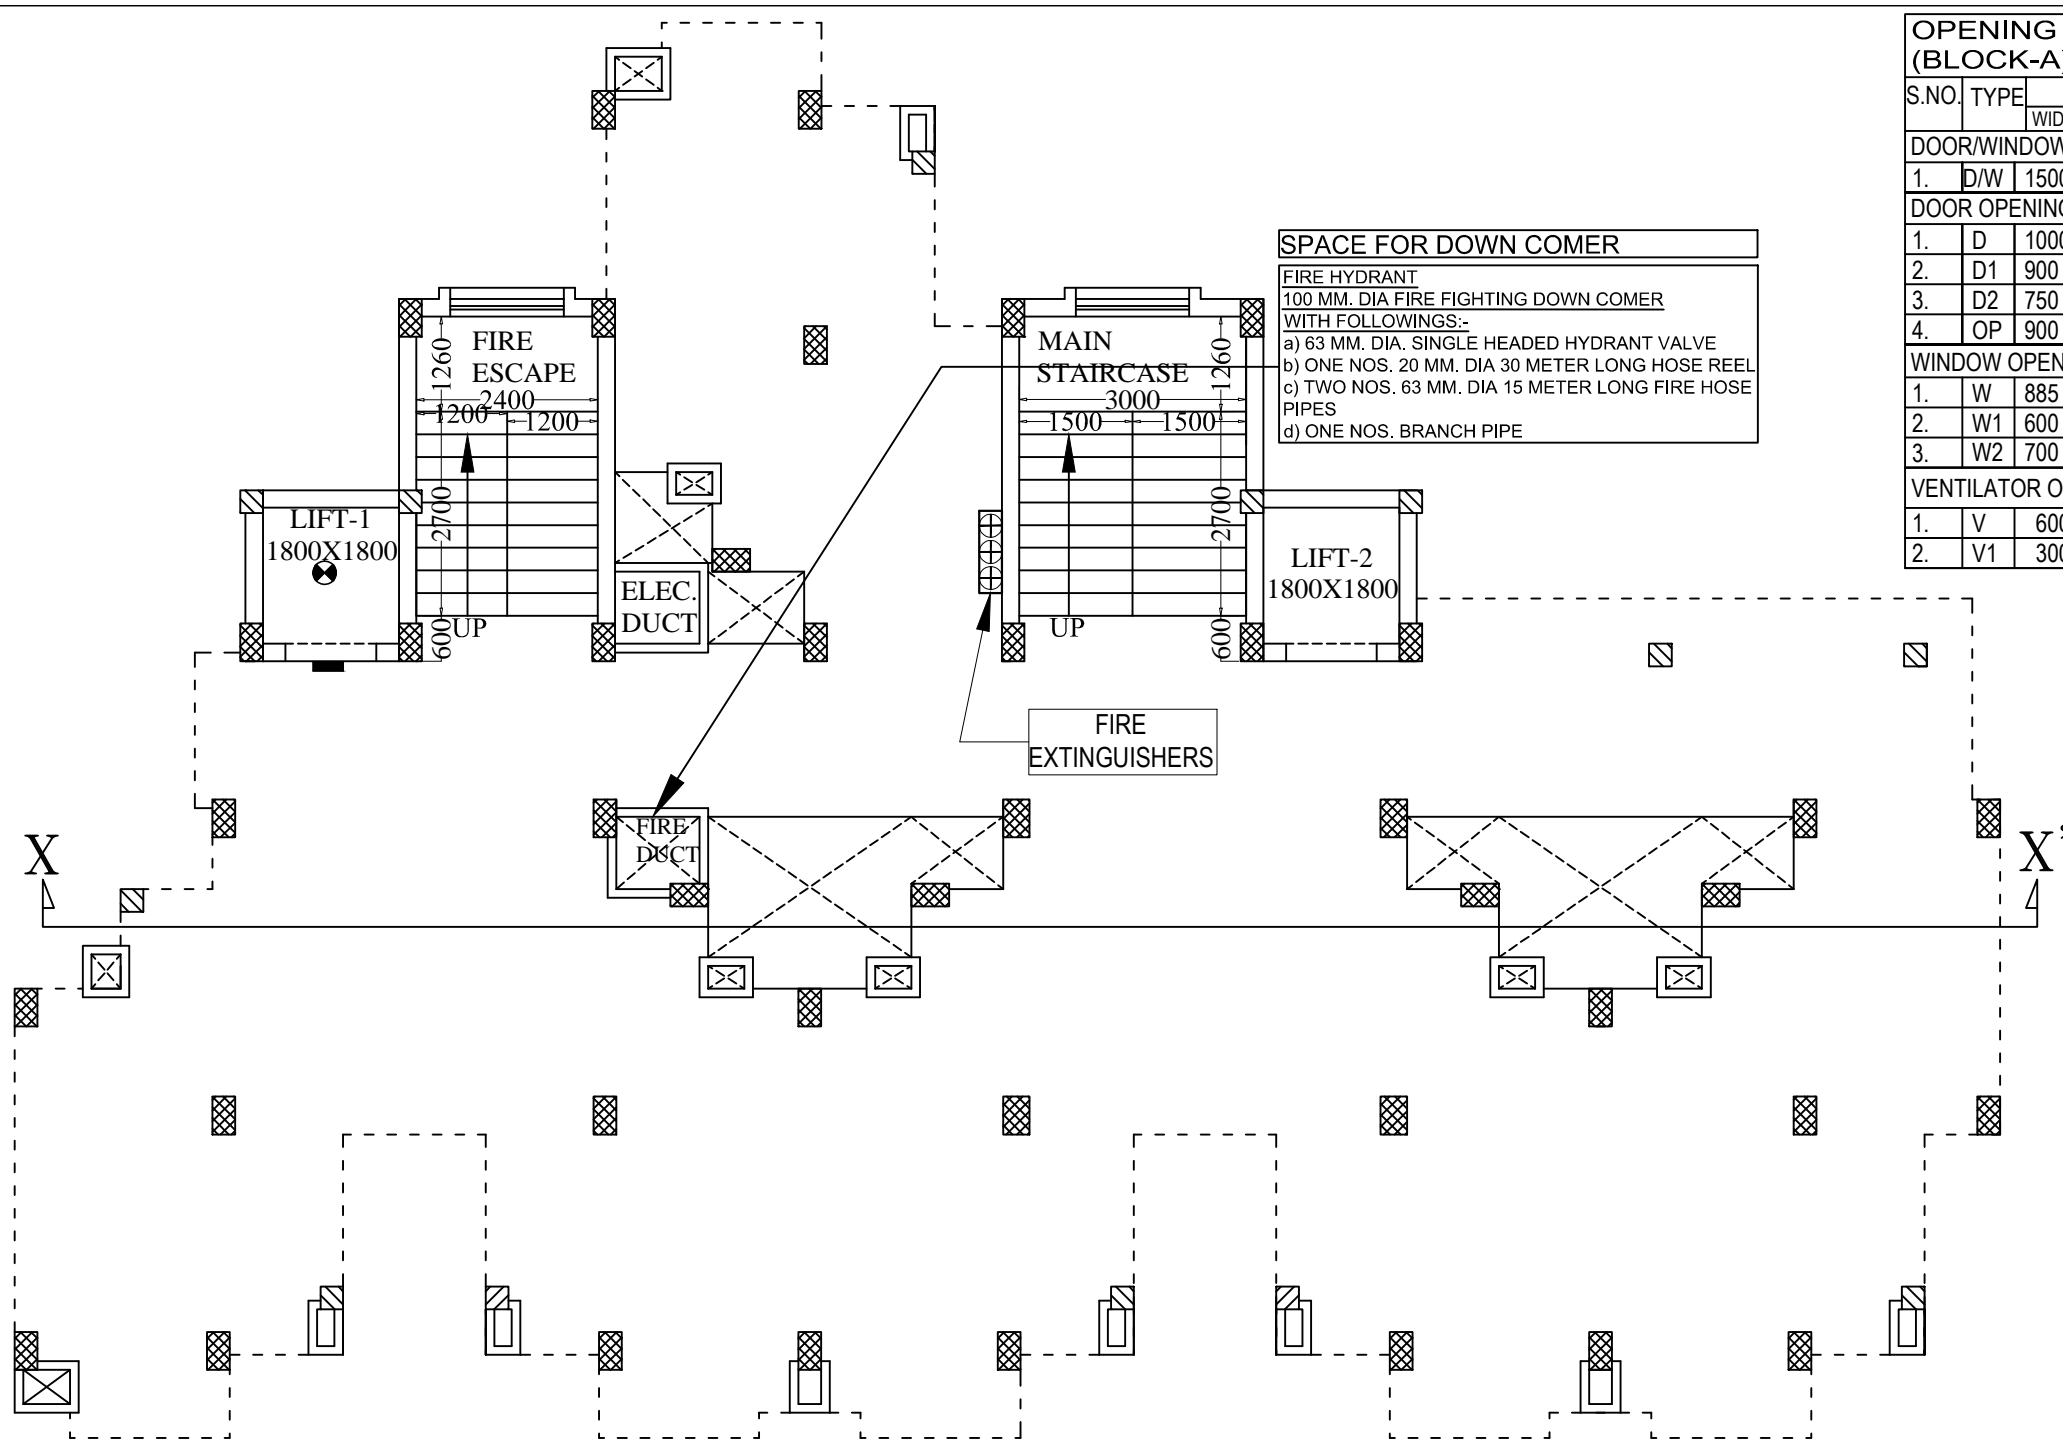 OPENING
(BLOCK-A)
S.NO. TYPE
WID
DOOR/WINDOW
1. D/W 1500
DOOR OPENING
1. D 1000
2. D1 900
3. D2 750
4. OP 900
WINDOW OPEN
1. W 885
2. W1 600
3. W2 700
VENTILATOR O
1. V 600
2. V1 300
SPACE FOR DOWN COMER
FIRE HYDRANT
100 MM. DIA FIRE FIGHTING DOWN COMER
WITH FOLLOWINGS:-
a) 63 MM. DIA. SINGLE HEADED HYDRANT VALVE
b) ONE NOS. 20 MM. DIA 30 METER LONG HOSE REEL
c) TWO NOS. 63 MM. DIA 15 METER LONG FIRE HOSE
PIPES
d) ONE NOS. BRANCH PIPE
FIRE
ESCAPE
1260
2400
1200
1200
2700
600
UP
LIFT-1
1800X1800
ELEC.
DUCT
MAIN
STAIRCASE
1260
3000
1500
1500
2700
600
UP
LIFT-2
1800X1800
FIRE
EXTINGUISHERS
FIRE
DUCT
X
X'